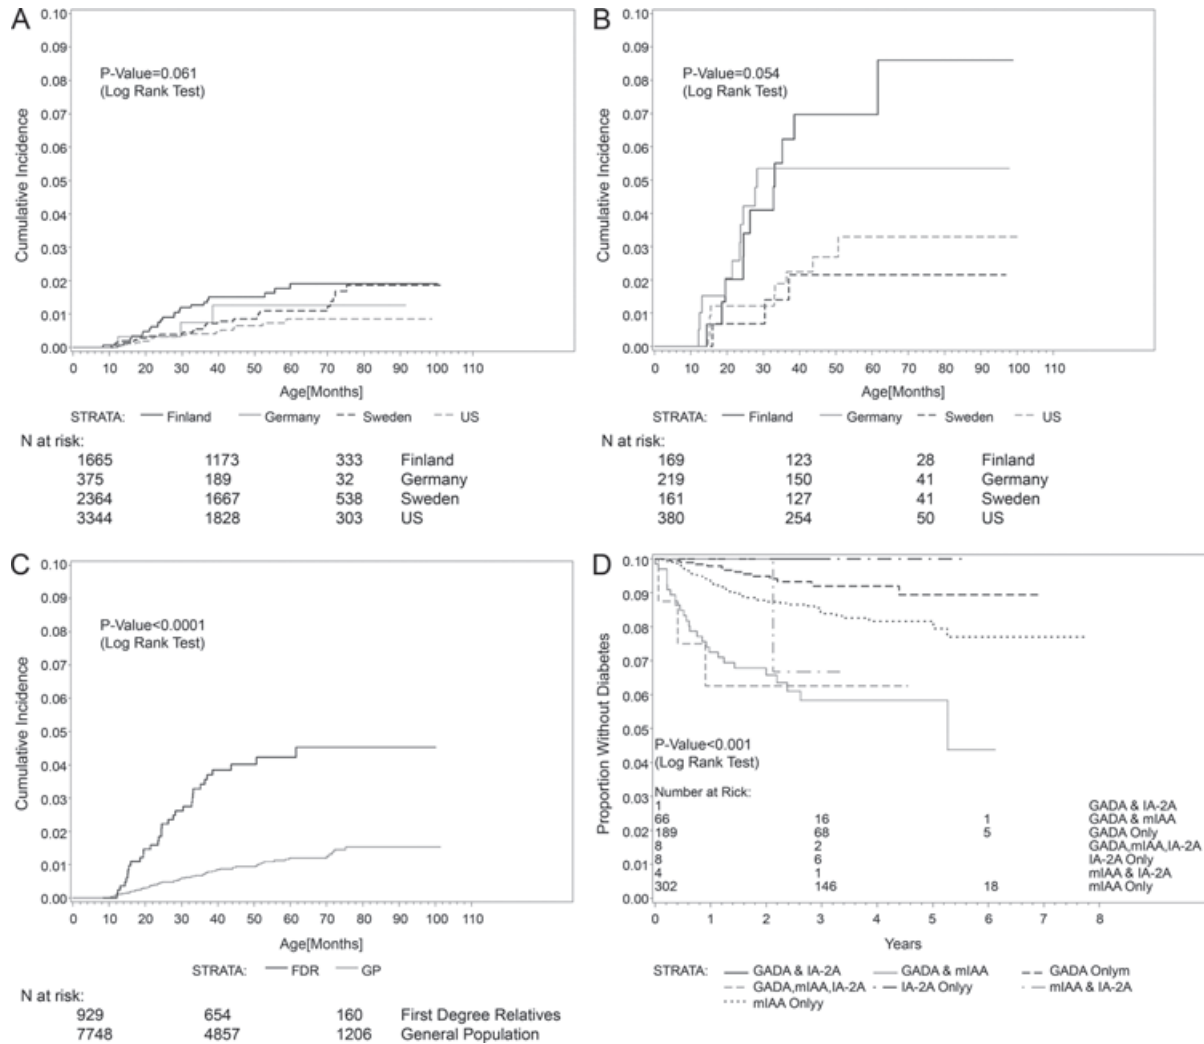 A
Cumulative Incidence
0.10
0.09
0.08
0.07
0.06
0.05
0.04
0.03
0.02
0.01
0.00
P-Value=0.061
(Log Rank Test)
0 10 20 30 40 50 60 70 80 90 100 110
Age[Months]
STRATA: Finland Germany Sweden US
N at risk:
1665 1173 333 Finland
375 189 32 Germany
2364 1667 538 Sweden
3344 1828 303 US
B
Cumulative Incidence
0.10
0.09
0.08
0.07
0.06
0.05
0.04
0.03
0.02
0.01
0.00
P-Value=0.054
(Log Rank Test)
0 10 20 30 40 50 60 70 80 90 100 110
Age[Months]
STRATA: Finland Germany Sweden US
N at risk:
169 123 28 Finland
219 150 41 Germany
161 127 41 Sweden
380 254 50 US
C
Cumulative Incidence
0.10
0.09
0.08
0.07
0.06
0.05
0.04
0.03
0.02
0.01
0.00
P-Value<0.0001
(Log Rank Test)
0 10 20 30 40 50 60 70 80 90 100 110
Age[Months]
STRATA: FDR GP
N at risk:
929 654 160 First Degree Relatives
7748 4857 1206 General Population
D
Proportion Without Diabetes
0.10
0.09
0.08
0.07
0.06
0.05
0.04
0.03
0.02
0.01
0.00
P-Value<0.001
(Log Rank Test)
Number at Rick:
1 GADA & IA-2A
66 16 1 GADA & mIAA
189 68 5 GADA Only
8 2 GADA,mIAA,IA-2A
8 6 IA-2A Only
4 1 mIAA & IA-2A
302 146 18 mIAA Only
0 1 2 3 4 5 6 7 8
Years
STRATA: GADA & IA-2A GADA & mIAA GADA Onlym
GADA,mIAA,IA-2A IA-2A Onlyy mIAA & IA-2A
mIAA Onlyy